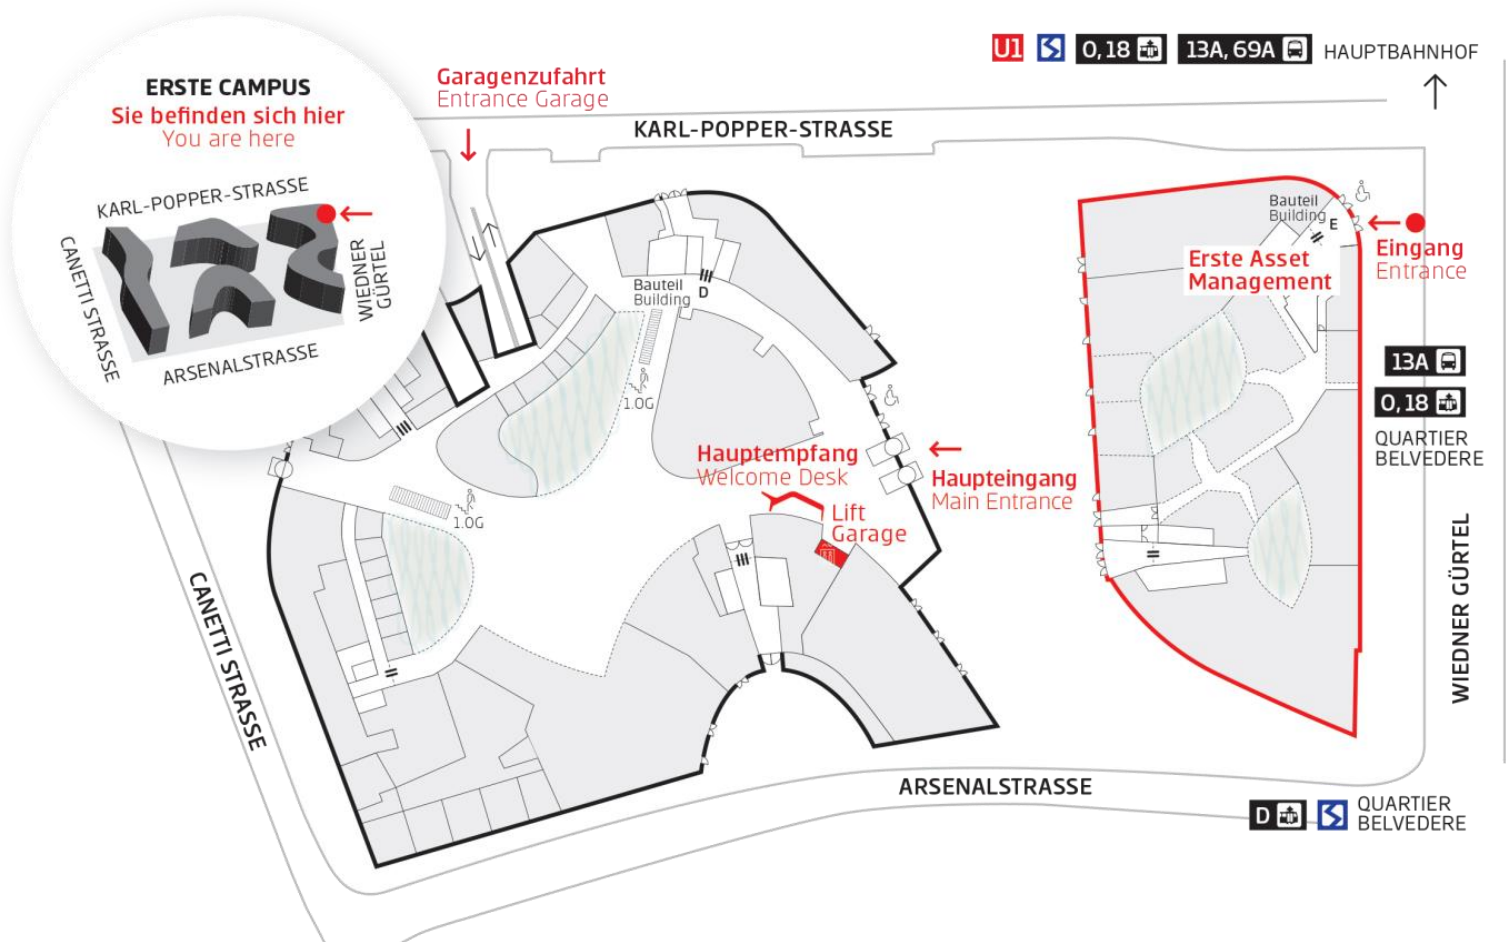 ERSTE CAMPUS
Sie befinden sich hier
You are here
KARL-POPPER-STRASSE
CANETTI STRASSE
WIEDNER
GÜRTEL
ARSENALSTRASSE
Garagenzufahrt
Entrance Garage
U1 0, 18 13A, 69A HAUPTBAHNHOF
KARL-POPPER-STRASSE
Bauteil
Building
D
1.OG
Hauptempfang
Welcome Desk
Lift
Garage
Haupteingang
Main Entrance
1.OG
Bauteil
Building
E
Erste Asset
Management
Eingang
Entrance
13A
0, 18
QUARTIER
BELVEDERE
CANETTI STRASSE
WIEDNER GÜRTEL
ARSENALSTRASSE
D QUARTIER
BELVEDERE